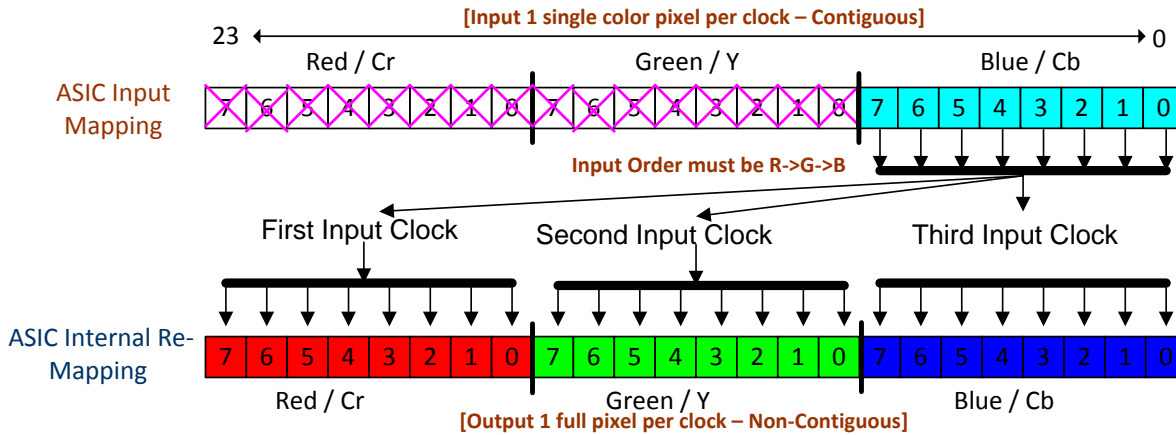 [Input 1 single color pixel per clock – Contiguous]
23 0
Red / Cr Green / Y Blue / Cb
ASIC Input
Mapping
7 6 5 4 3 2 1 0 7 6 5 4 3 2 1 0 7 6 5 4 3 2 1 0
Input Order must be R->G->B
First Input Clock Second Input Clock Third Input Clock
ASIC Internal Re-
Mapping
7 6 5 4 3 2 1 0 7 6 5 4 3 2 1 0 7 6 5 4 3 2 1 0
Red / Cr Green / Y Blue / Cb
[Output 1 full pixel per clock – Non-Contiguous]